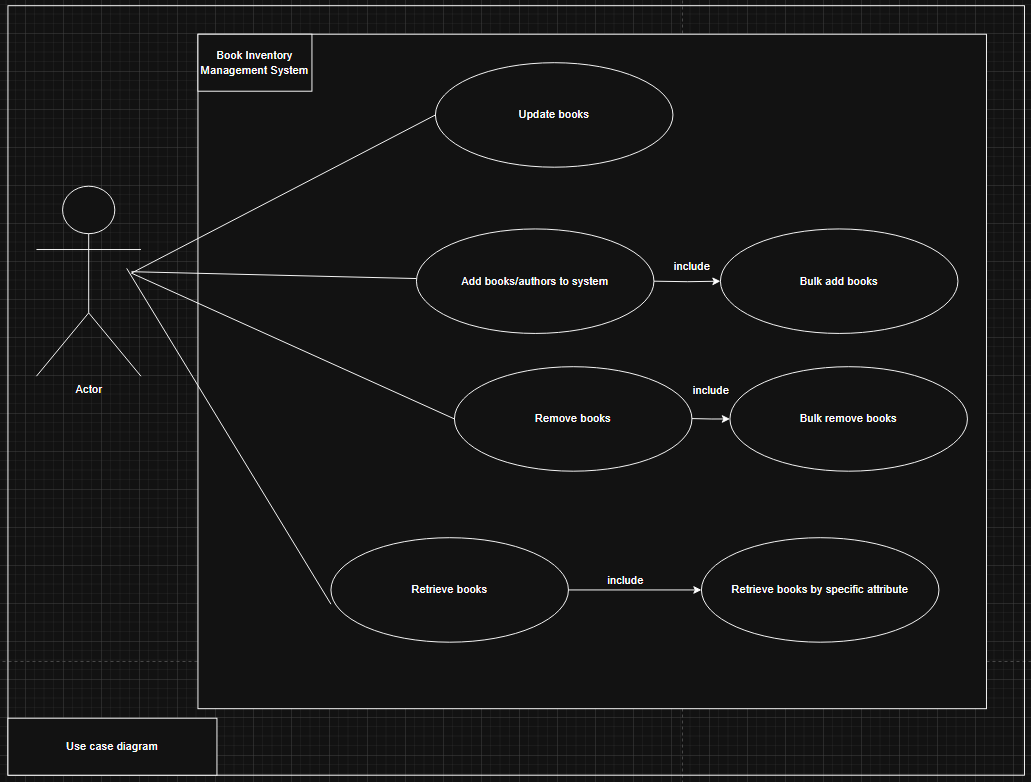 Book Inventory
Management System
Update books
Add books/authors to system
include
Bulk add books
Actor
Remove books
include
Bulk remove books
Retrieve books
include
Retrieve books by specific attribute
Use case diagram